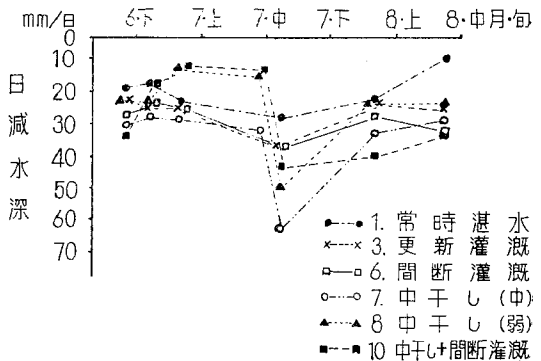 mm/日 6·下 7·上 7·中 7·下 8·上 8·中月·旬
0
10
20
30
40
50
60
70
日減水深
1. 常時湛水
3. 更新灌漑
6. 間断灌漑
7. 中干し(中)
8 中干し(弱)
10 中干し+間断灌漑